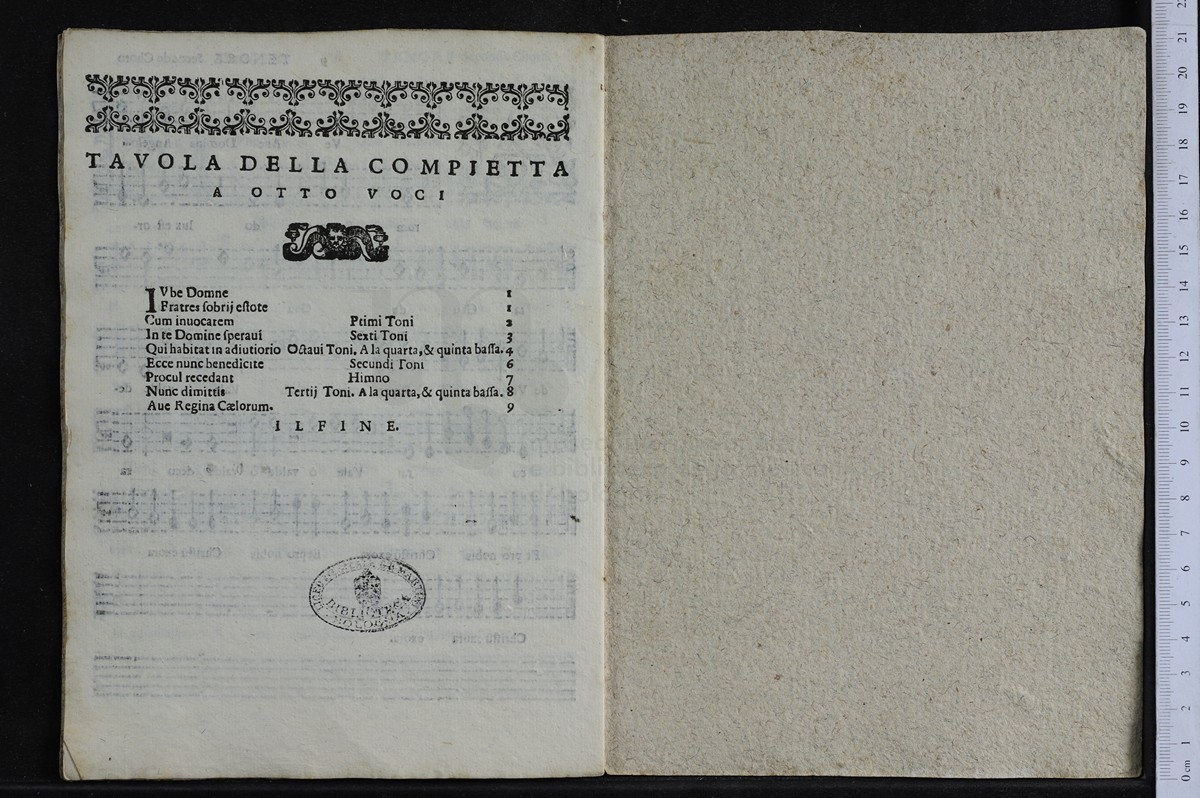 TAVOLA DELLA COMPIETTA
A OTTO VOCI
IVbe Domne 1
Fratres ſobrij eſtote 1
Cum inuocarem Primi Toni 2
In te Domine ſperaui Sexti Toni 3
Qui habitat in adiutorio Octaui Toni. A la quarta, & quinta baſſa. 4
Ecce nunc benedicite Secundi Toni 6
Procul recedant Himno 7
Nunc dimittis Tertij Toni. A la quarta, & quinta baſſa. 8
Aue Regina Cælorum. 9
IL FINE.
BIBLIOTECA
BOLOGNA